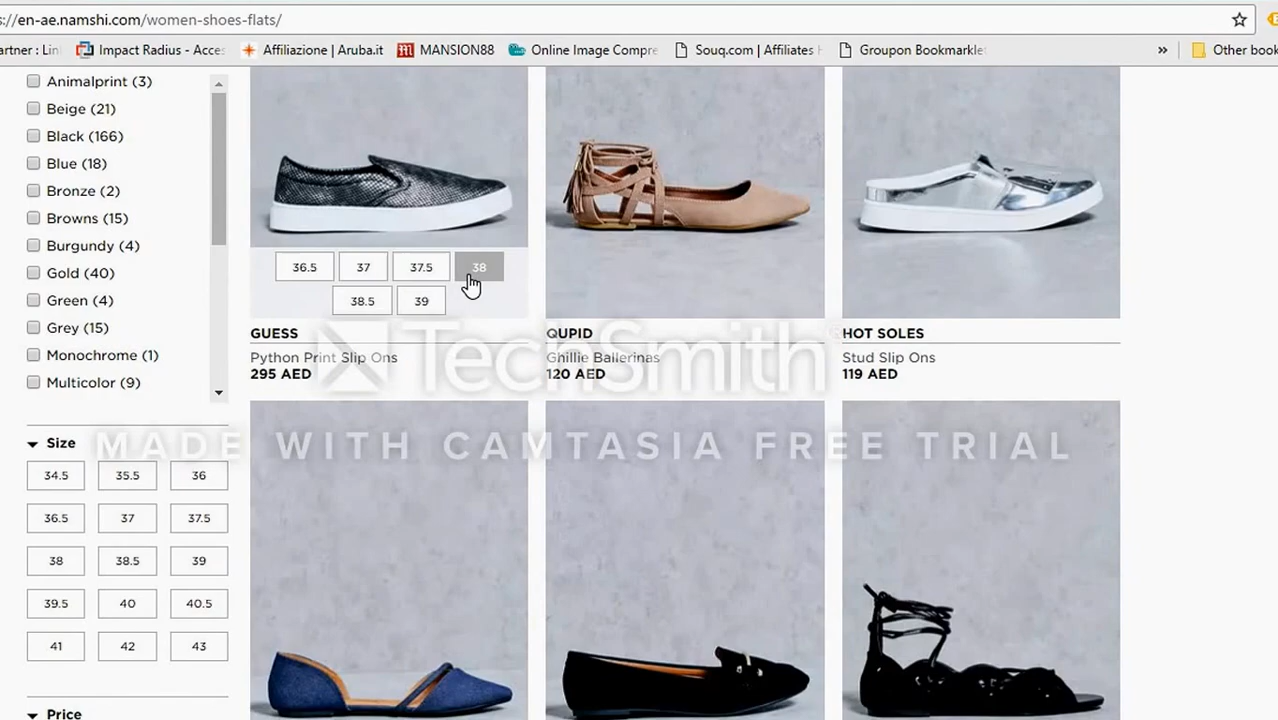 ://en-ae.namshi.com/women-shoes-flats/
artner : Lin
Impact Radius - Acces
Affiliazione | Aruba.it
MANSION88
Online Image Compre
Souq.com | Affiliates
Groupon Bookmarklet
»
Other book
Animalprint (3)
Beige (21)
Black (166)
Blue (18)
Bronze (2)
Browns (15)
Burgundy (4)
Gold (40)
Green (4)
Grey (15)
Monochrome (1)
Multicolor (9)
Size
34.5 35.5 36
36.5 37 37.5
38 38.5 39
39.5 40 40.5
41 42 43
Price
36.5 37 37.5 38
38.5 39
GUESS
Python Print Slip Ons
295 AED
QUPID
Ghillie Ballerinas
120 AED
HOT SOLES
Stud Slip Ons
119 AED
TechSmith®
MADE WITH CAMTASIA FREE TRIAL